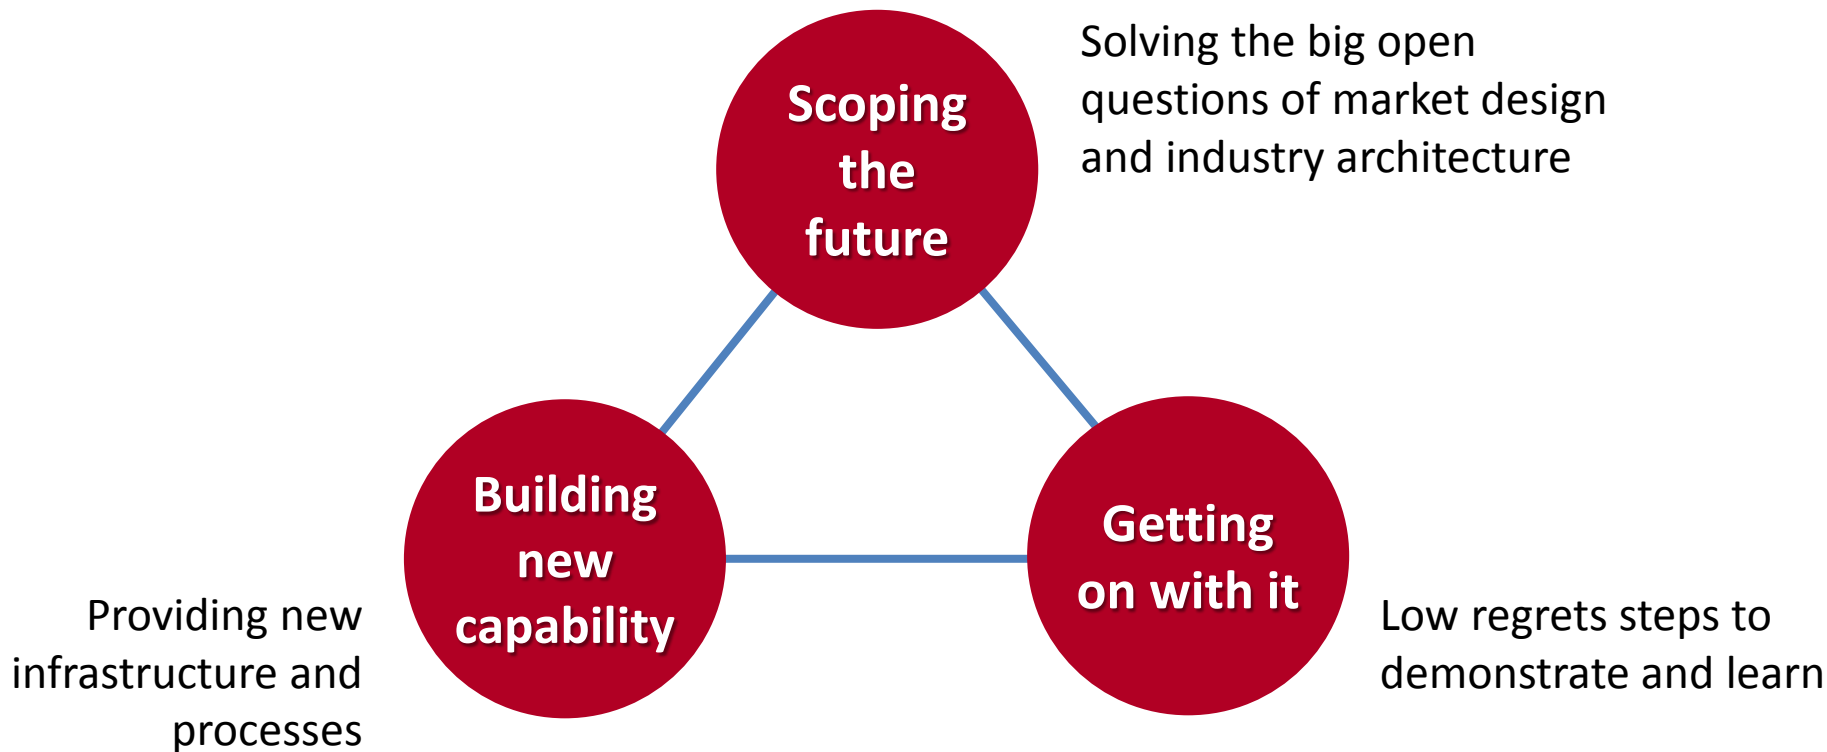 Scoping
the
future
Solving the big open
questions of market design
and industry architecture
Building
new
capability
Providing new
infrastructure and
processes
Getting
on with it
Low regrets steps to
demonstrate and learn